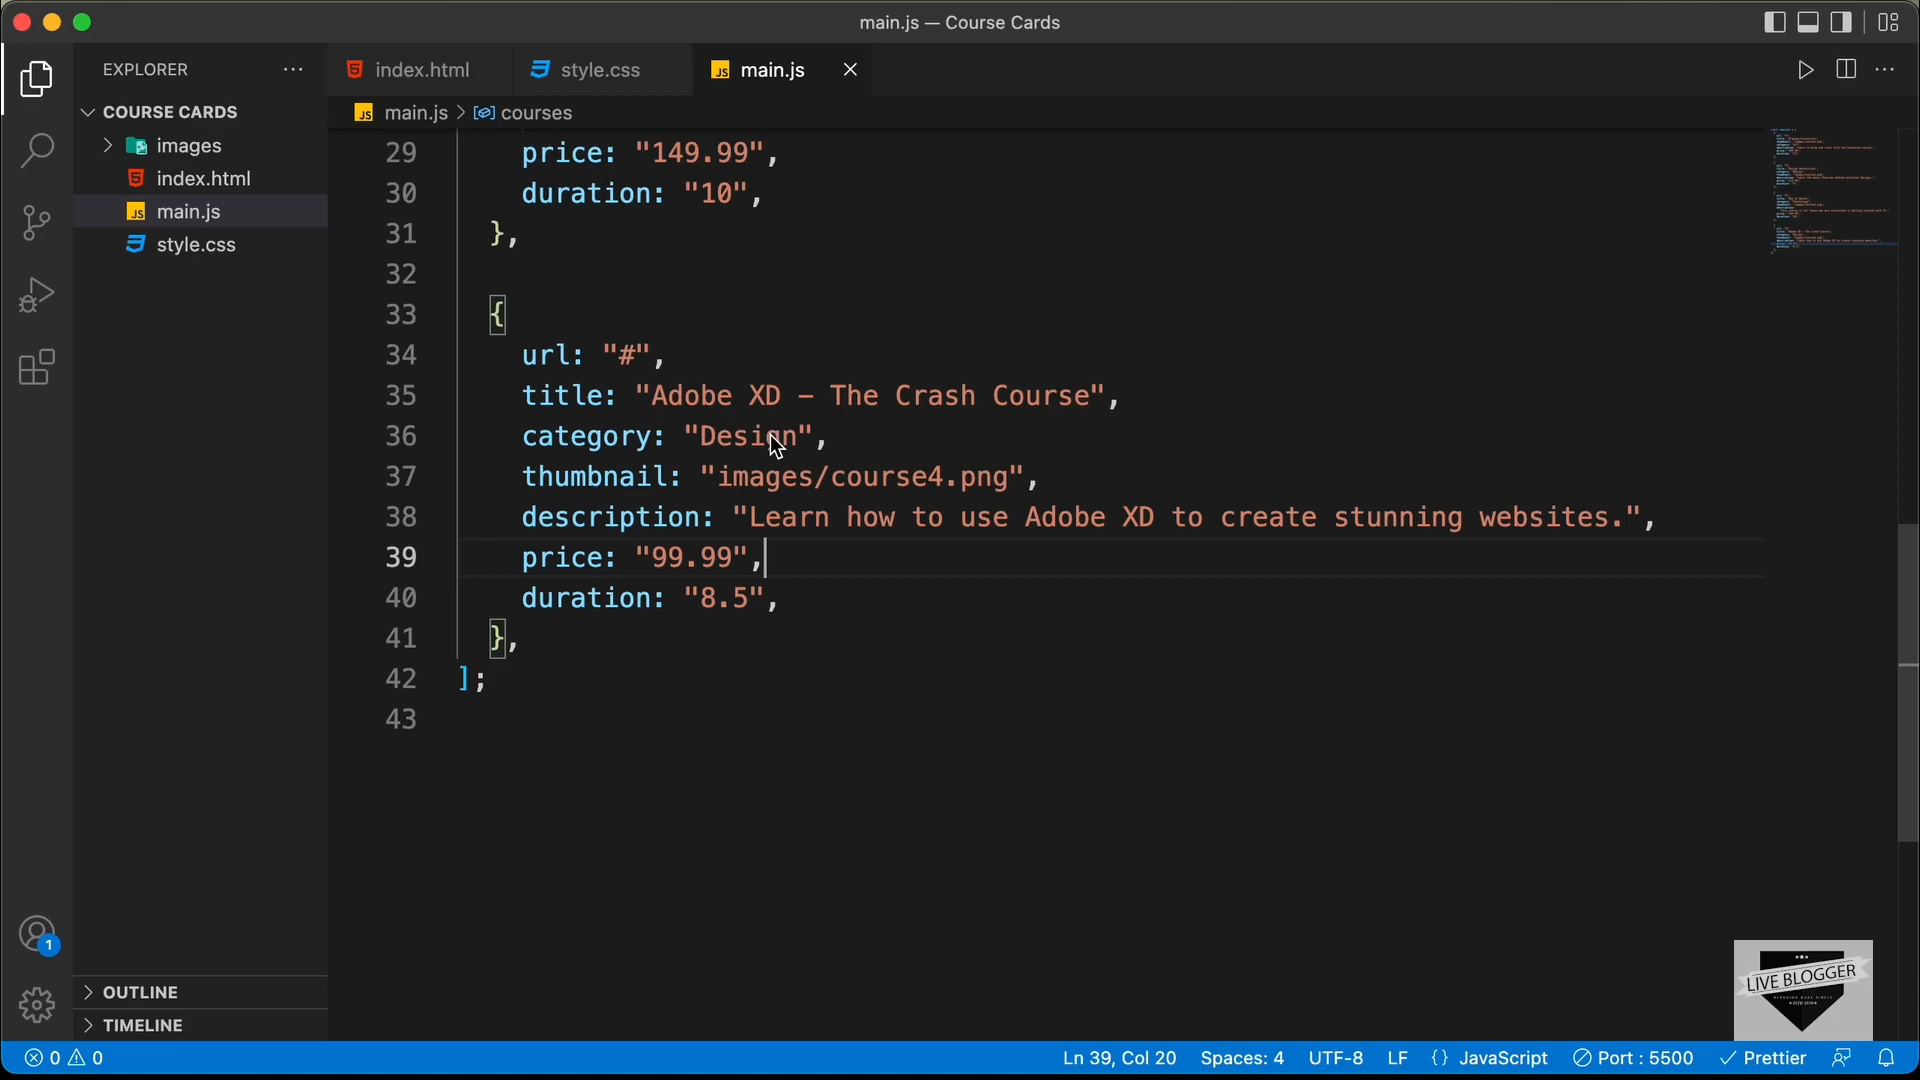 main.js — Course Cards
EXPLORER
index.html
style.css
main.js
COURSE CARDS
main.js > courses
images
index.html
main.js
style.css
29 price: "149.99",
30 duration: "10",
31 },
32
33 {
34 url: "#",
35 title: "Adobe XD - The Crash Course",
36 category: "Design",
37 thumbnail: "images/course4.png",
38 description: "Learn how to use Adobe XD to create stunning websites.",
39 price: "99.99",
40 duration: "8.5",
41 },
42 ];
43
1
OUTLINE
TIMELINE
LIVE BLOGGER
0 0
Ln 39, Col 20
Spaces: 4
UTF-8
LF
{} JavaScript
Port : 5500
Prettier